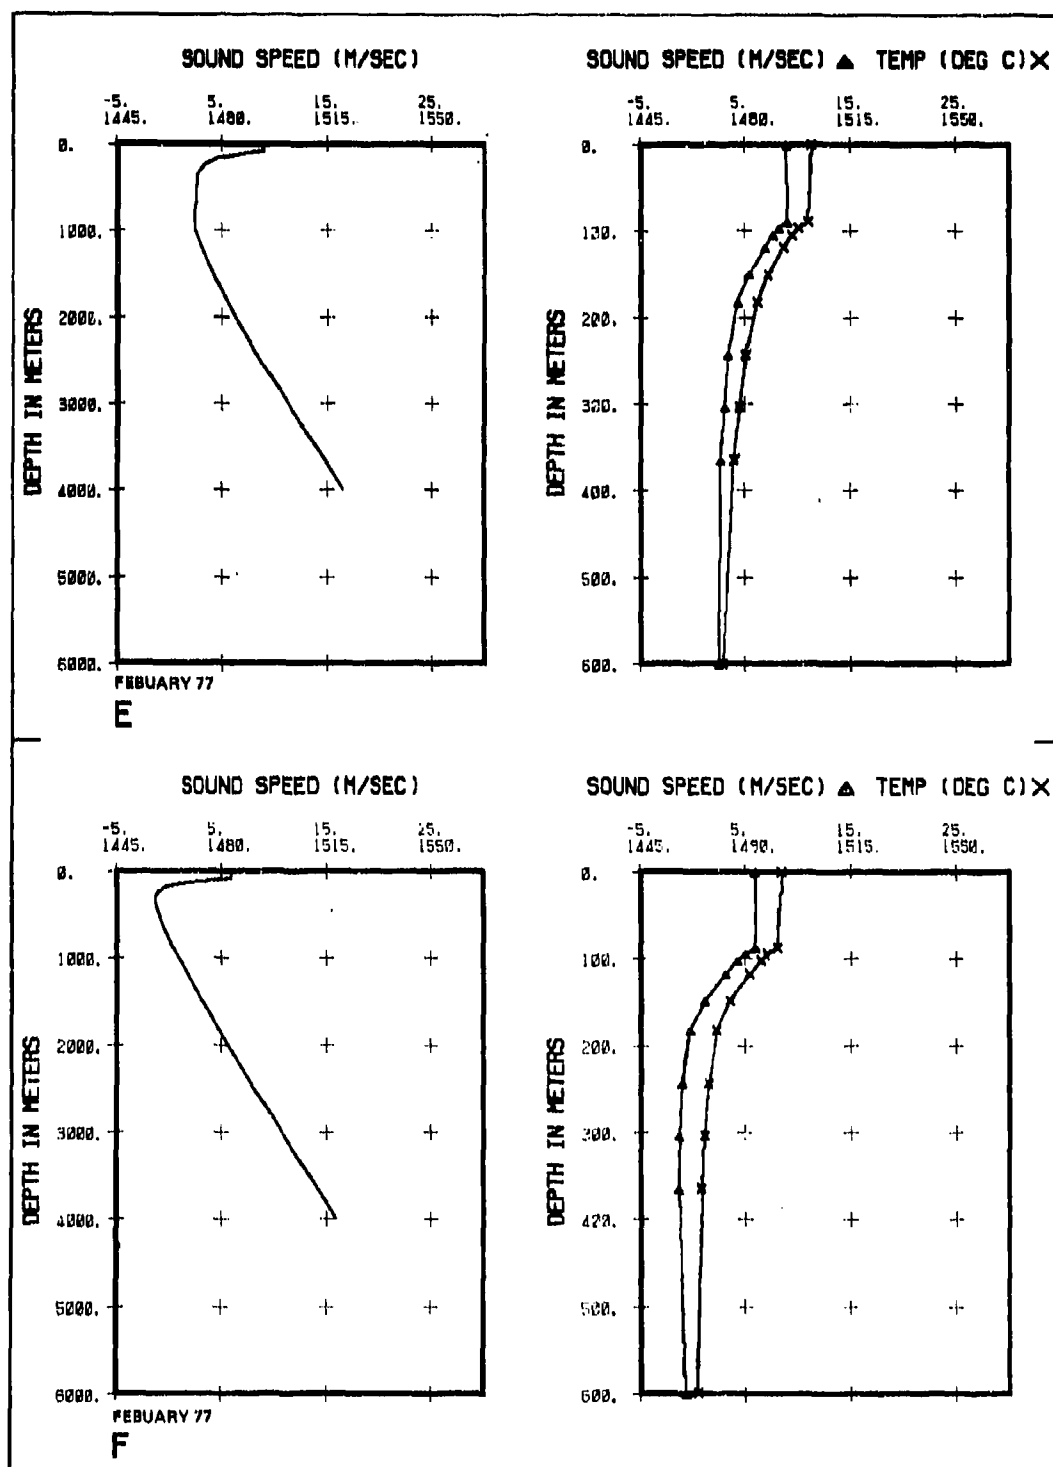 SOUND SPEED (M/SEC)
SOUND SPEED (M/SEC) ▲ TEMP (DEG C) ×
-5. 5. 15. 25.
1445. 1480. 1515. 1550.
-5. 5. 15. 25.
1445. 1480. 1515. 1550.
DEPTH IN METERS
0.
1000.
2000.
3000.
4000.
5000.
6000.
DEPTH IN METERS
0.
100.
200.
300.
400.
500.
600.
FEBUARY 77
E
SOUND SPEED (M/SEC)
SOUND SPEED (M/SEC) ▲ TEMP (DEG C) ×
-5. 5. 15. 25.
1445. 1480. 1515. 1550.
-5. 5. 15. 25.
1445. 1480. 1515. 1550.
DEPTH IN METERS
0.
1000.
2000.
3000.
4000.
5000.
6000.
DEPTH IN METERS
0.
100.
200.
300.
400.
500.
600.
FEBUARY 77
F